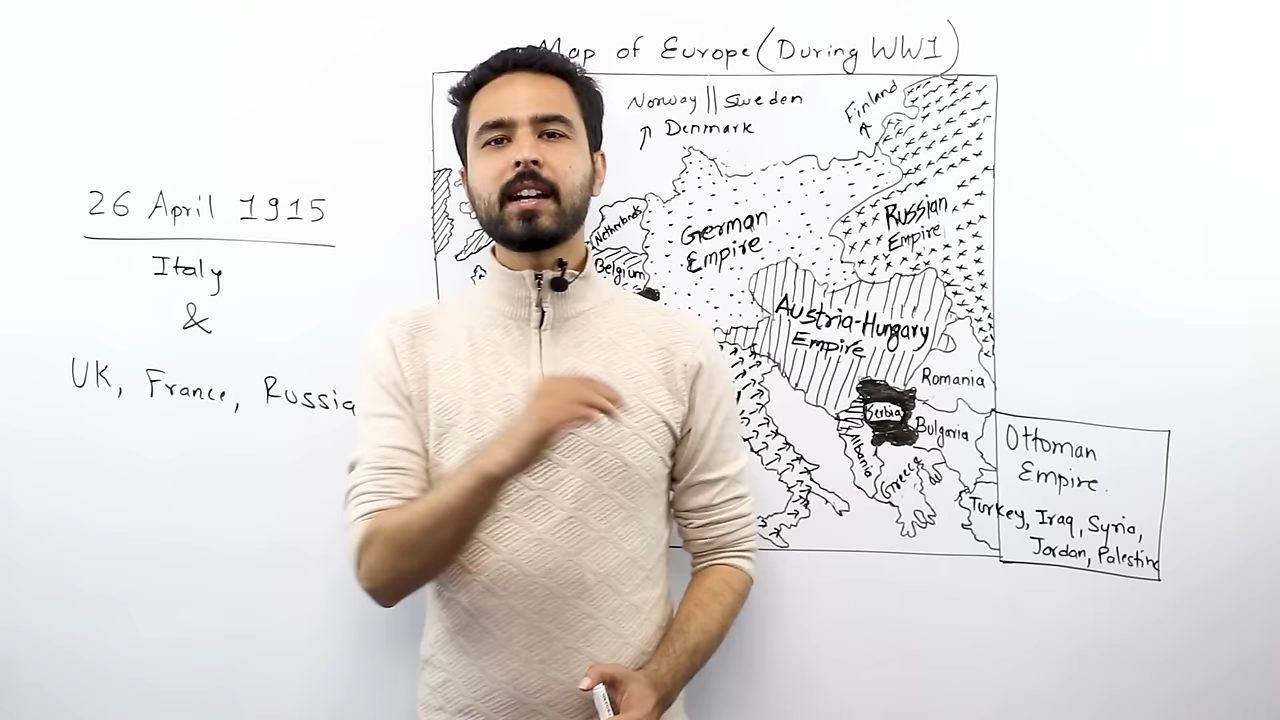 Map of Europe (During WW1)
Norway || Sweden
Denmark
Finland
26 April 1915
Italy
&
UK, France, Russia
Netherlands
Belgium
German
Empire
Russian
Empire
Austria-Hungary
Empire
Romania
Serbia
Bulgaria
Albania
Greece
Ottoman
Empire.
Turkey, Iraq, Syria,
Jordan, Palestine